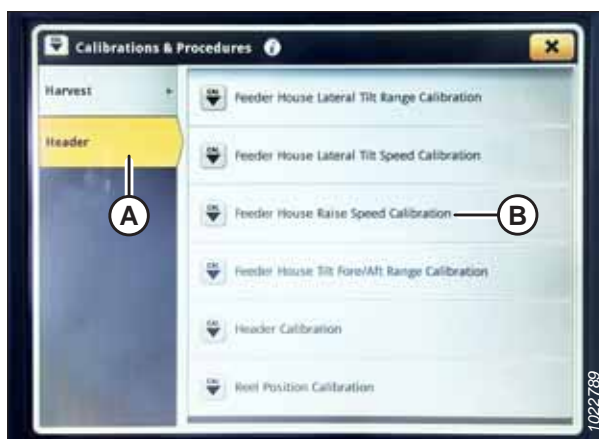 Calibrations & Procedures
Harvest
Header
Feeder House Lateral Tilt Range Calibration
Feeder House Lateral Tilt Speed Calibration
Feeder House Raise Speed Calibration
Feeder House Tilt Fore/Aft Range Calibration
Header Calibration
Reel Position Calibration
A
B
1022789